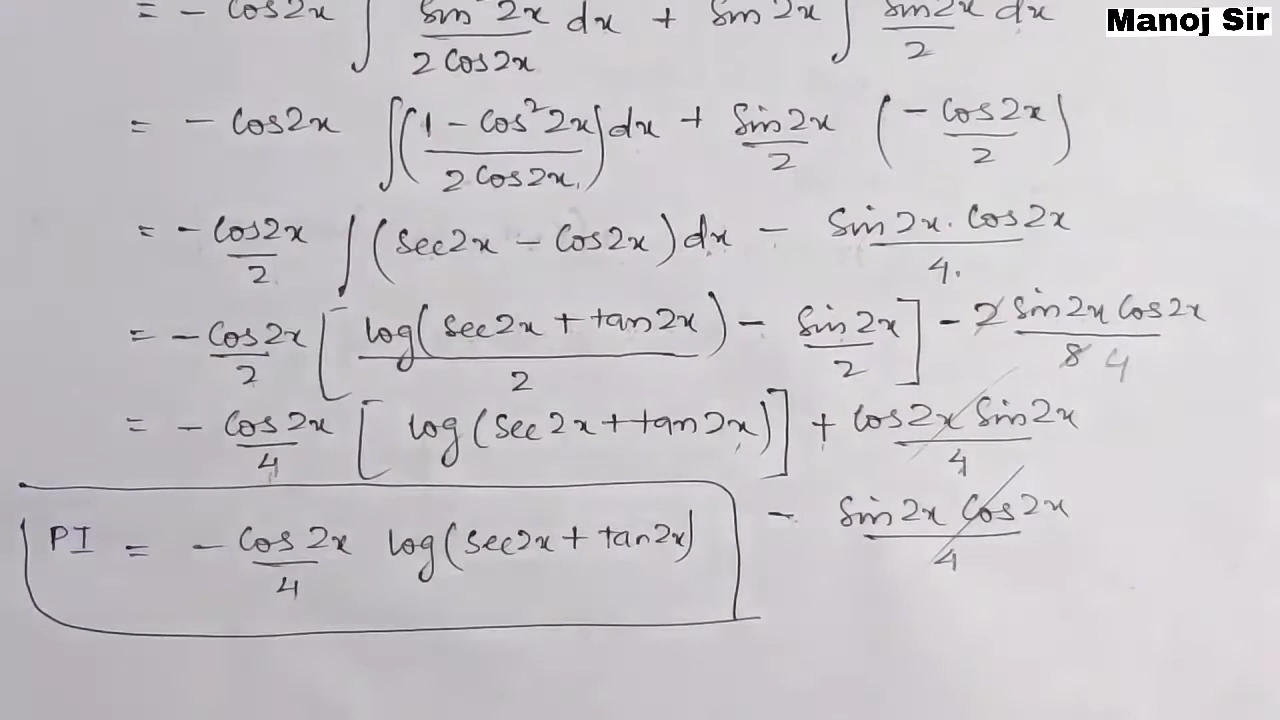 Manoj Sir
= - cos2x ∫ sin²2x/2cos2x dx + sin2x ∫ sin2x/2 dx
= - cos2x ∫(1 - cos²2x/2cos2x) dx + sin2x/2 (-cos2x/2)
= - cos2x/2 ∫(sec2x - cos2x) dx - sin2x. cos2x/4.
= - cos2x/2 [log(sec2x + tan2x)/2 - sin2x/2] - 2 sin2x cos2x/8 4
= - cos2x/4 [log(sec2x + tan2x)] + cos2x sin2x/4
- sin2x cos2x/4
PI = - cos2x/4 log(sec2x + tan2x)